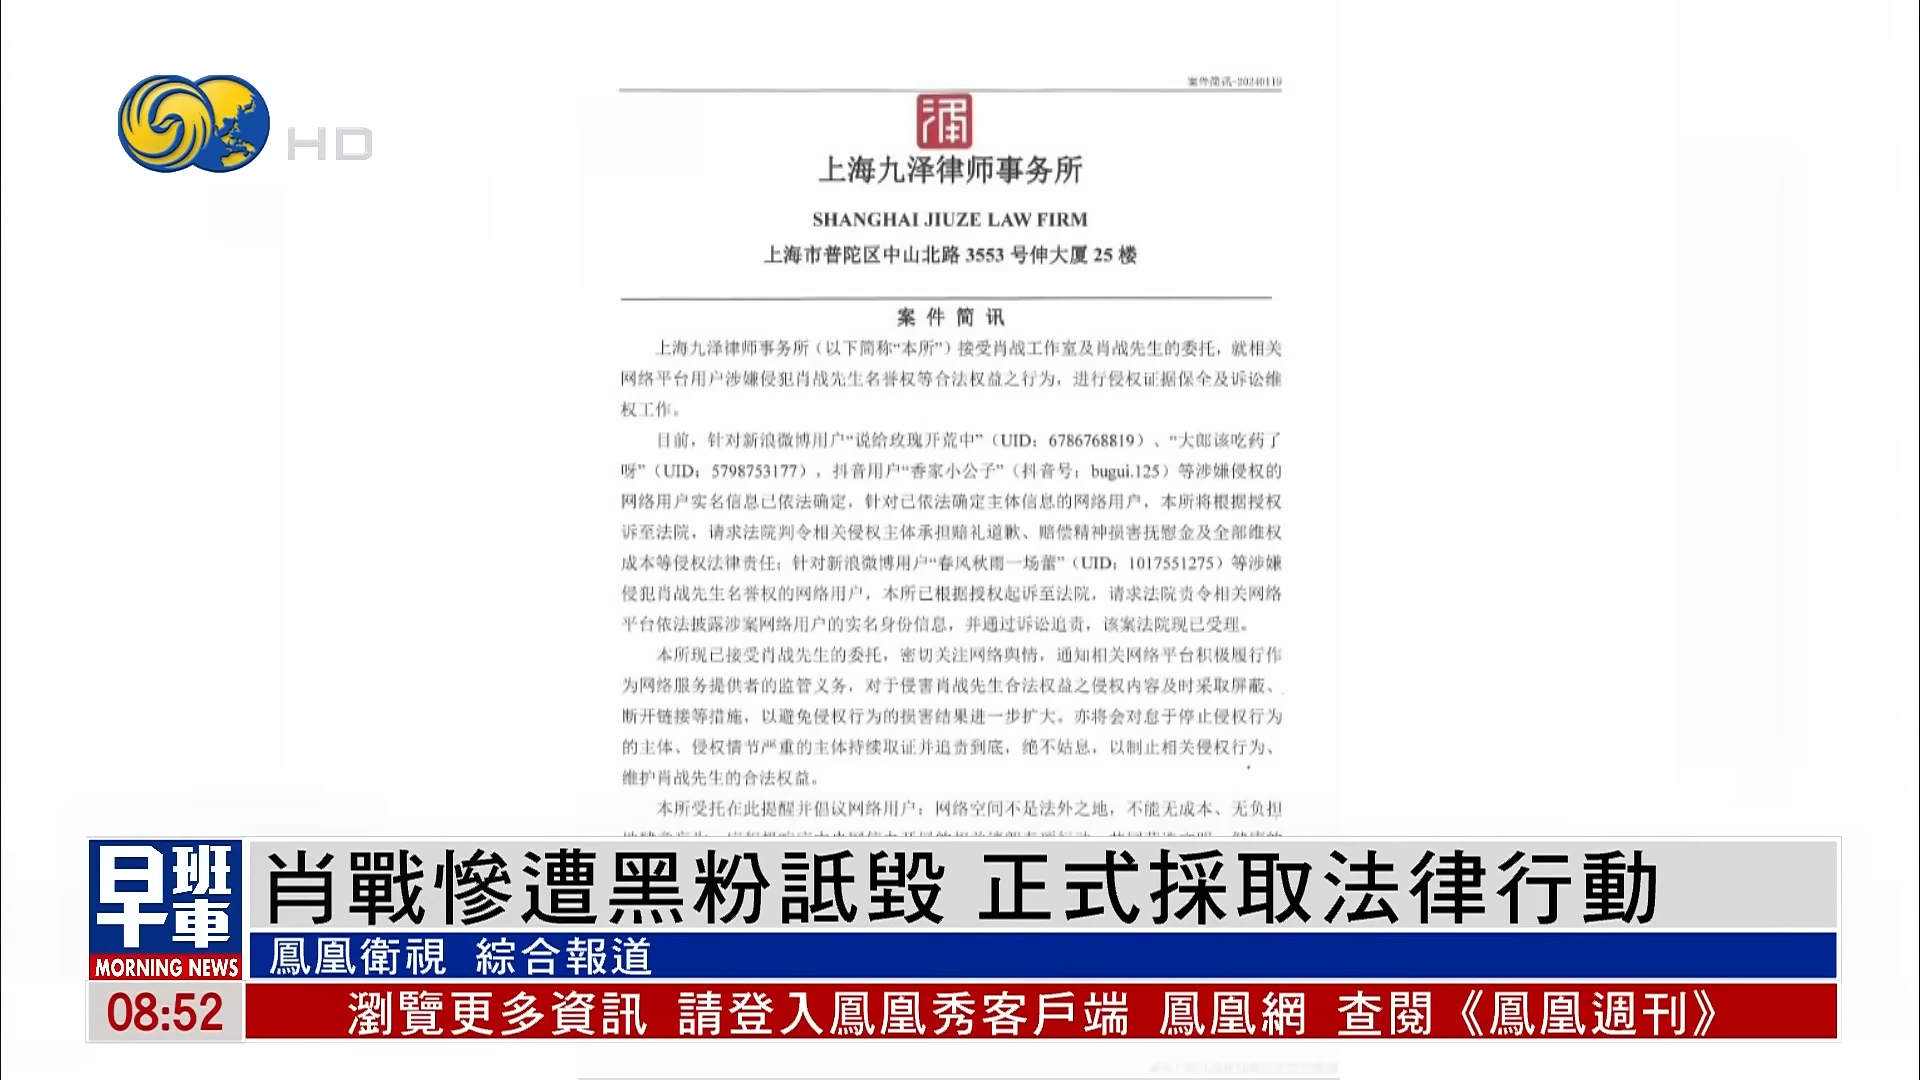 HD
案件简讯-20240119
上海九泽律师事务所
SHANGHAI JIUZE LAW FIRM
上海市普陀区中山北路 3553 号伸大厦 25 楼
案 件 简 讯
上海九泽律师事务所（以下简称“本所”）接受肖战工作室及肖战先生的委托，就相关
网络平台用户涉嫌侵犯肖战先生名誉权等合法权益之行为，进行侵权证据保全及诉讼维
权工作。
目前，针对新浪微博用户“说给玫瑰开荒中”（UID：6786768819）、“大郎该吃药了
呀”（UID：5798753177），抖音用户“香家小公子”（抖音号：bugui.125）等涉嫌侵权的
网络用户实名信息已依法确定，针对已依法确定主体信息的网络用户，本所将根据授权
诉至法院，请求法院判令相关侵权主体承担赔礼道歉、赔偿精神损害抚慰金及全部维权
成本等侵权法律责任；针对新浪微博用户“春风秋雨一场蕾”（UID：1017551275）等涉嫌
侵犯肖战先生名誉权的网络用户，本所已根据授权起诉至法院，请求法院责令相关网络
平台依法披露涉案网络用户的实名身份信息，并通过诉讼追责，该案法院现已受理。
本所现已接受肖战先生的委托，密切关注网络舆情，通知相关网络平台积极履行作
为网络服务提供者的监管义务，对于侵害肖战先生合法权益之侵权内容及时采取屏蔽、
断开链接等措施，以避免侵权行为的损害结果进一步扩大。亦将会对怠于停止侵权行为
的主体、侵权情节严重的主体持续取证并追责到底，绝不姑息，以制止相关侵权行为、
维护肖战先生的合法权益。
本所受托在此提醒并倡议网络用户：网络空间不是法外之地，不能无成本、无负担
早班車
MORNING NEWS
肖戰慘遭黑粉詆毀 正式採取法律行動
鳳凰衛視 綜合報道
08:52
瀏覽更多資訊 請登入鳳凰秀客戶端 鳳凰網 查閱《鳳凰週刊》